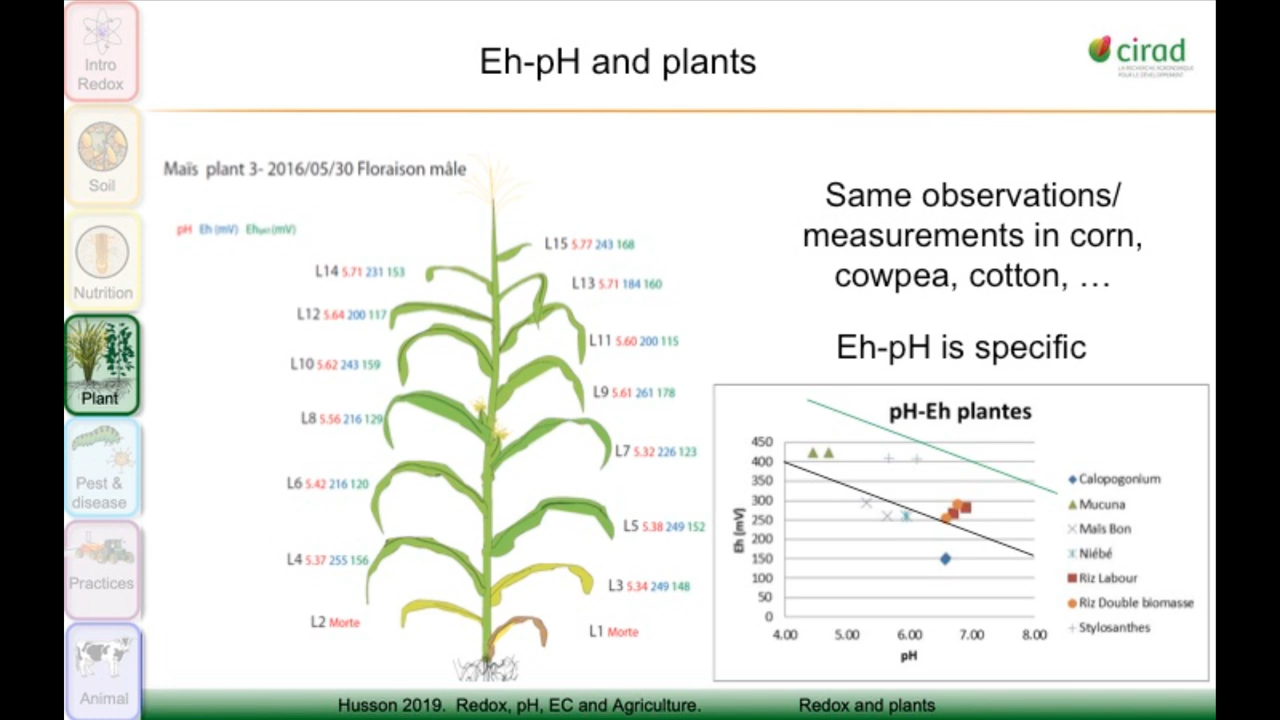 Eh-pH and plants
cirad
LA RECHERCHE AGRONOMIQUE
POUR LE DÉVELOPPEMENT
Intro
Redox
Soil
Nutrition
Plant
Pest &
disease
Practices
Animal
Maïs plant 3- 2016/05/30 Floraison mâle
pH Eh (mV) (mV)
L15 5.77 243 168
L14 5.71 231 153
L13 5.71 184 160
L12 5.64 200 117
L11 5.60 200 115
L10 5.62 243 159
L9 5.61 261 178
L8 5.56 216 129
L7 5.32 226 123
L6 5.42 216 120
L5 5.38 249 152
L4 5.37 255 156
L3 5.34 249 148
L2 Morte
L1 Morte
Same observations/
measurements in corn,
cowpea, cotton, …
Eh-pH is specific
pH-Eh plantes
Eh (mV)
450
400
350
300
250
200
150
100
50
0
4.00 5.00 6.00 7.00 8.00
pH
Calopogonium
Mucuna
Maïs Bon
Niébé
Riz Labour
Riz Double biomasse
Stylosanthes
Husson 2019. Redox, pH, EC and Agriculture.
Redox and plants